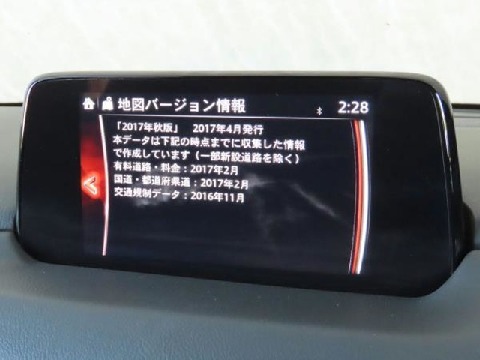 地図バージョン情報
2:28
「2017年秋版」 2017年4月発行
本データは下記の時点までに収集した情報
で作成しています(一部新設道路を除く)
有料道路・料金:2017年2月
国道・都道府県道:2017年2月
交通規制データ:2016年11月